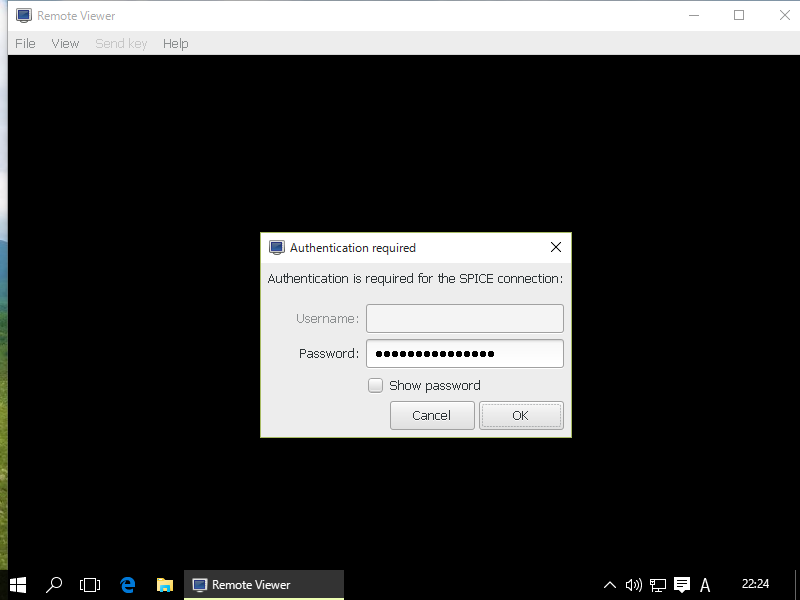 Remote Viewer
File View Send key Help
Authentication required
Authentication is required for the SPICE connection:
Username:
Password:
Show password
Cancel OK
Remote Viewer
A
22:24